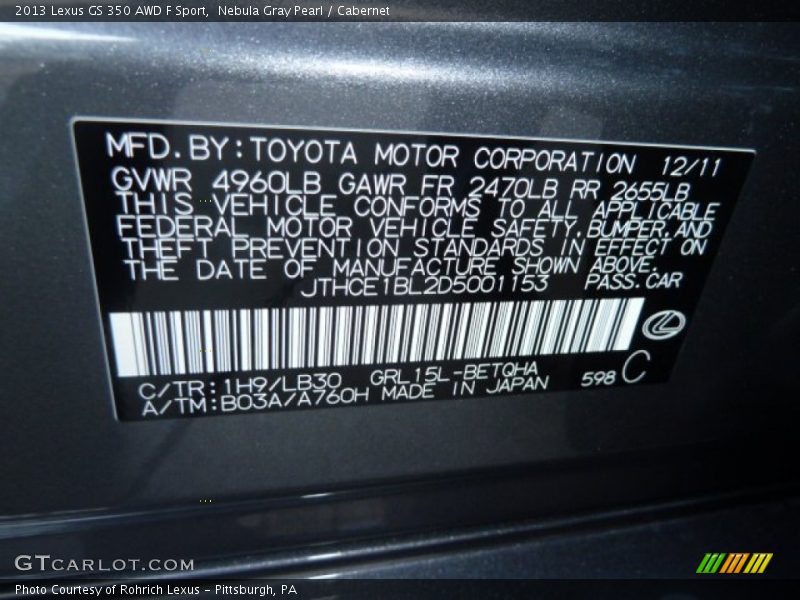 2013 Lexus GS 350 AWD F Sport,  Nebula Gray Pearl / Cabernet
MFD.BY:TOYOTA MOTOR CORPORATION 12/11
GVWR 4960LB GAWR FR 2470LB RR 2655LB
THIS VEHICLE CONFORMS TO ALL APPLICABLE
FEDERAL MOTOR VEHICLE SAFETY,BUMPER,AND
THEFT PREVENTION STANDARDS IN EFFECT ON
THE DATE OF MANUFACTURE SHOWN ABOVE.
JTHCE1BL2D5001153 PASS.CAR
C/TR:1H9/LB30 GRL15L-BETQHA
A/TM:B03A/A760H MADE IN JAPAN 598 C
GTCARLOT.COM
Photo Courtesy of Rohrich Lexus - Pittsburgh, PA